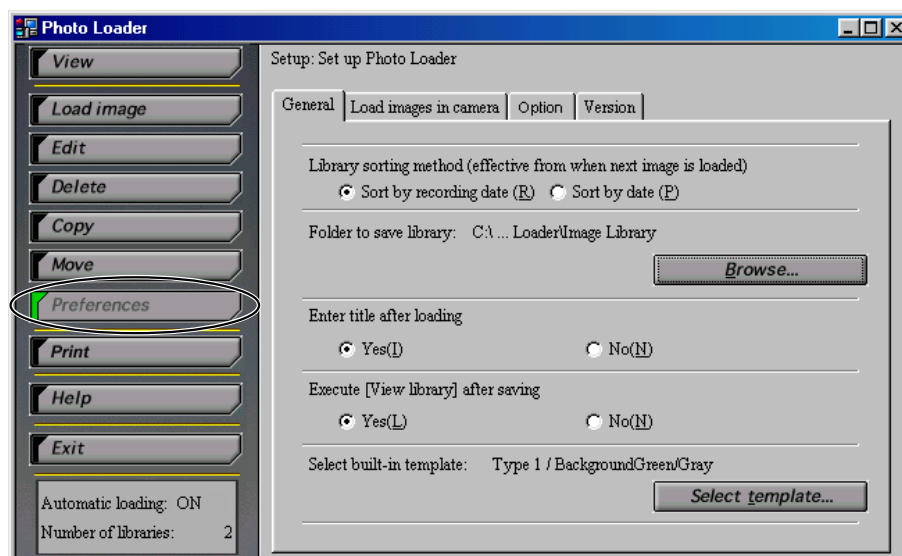 Photo Loader
View
Load image
Edit
Delete
Copy
Move
Preferences
Print
Help
Exit
Automatic loading: ON
Number of libraries: 2
Setup: Set up Photo Loader
General Load images in camera Option Version
Library sorting method (effective from when next image is loaded)
Sort by recording date (R) Sort by date (P)
Folder to save library: C:\ ... Loader\Image Library
Browse...
Enter title after loading
Yes(I) No(N)
Execute [View library] after saving
Yes(L) No(N)
Select built-in template: Type 1 / BackgroundGreen/Gray
Select template...